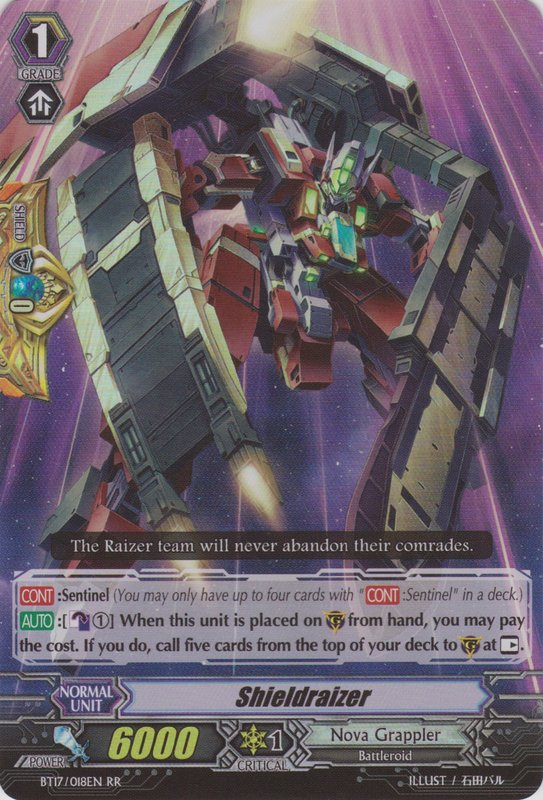 1
GRADE
SHIELD
0
The Raizer team will never abandon their comrades.
CONT :Sentinel (You may only have up to four cards with "CONT :Sentinel" in a deck.)
AUTO :[①] When this unit is placed on G from hand, you may pay
the cost. If you do, call five cards from the top of your deck to G at .
NORMAL
UNIT
Shieldraizer
POWER
6000
1
CRITICAL
Nova Grappler
Battleroid
BT17/018EN RR
ILLUST / 石田バル